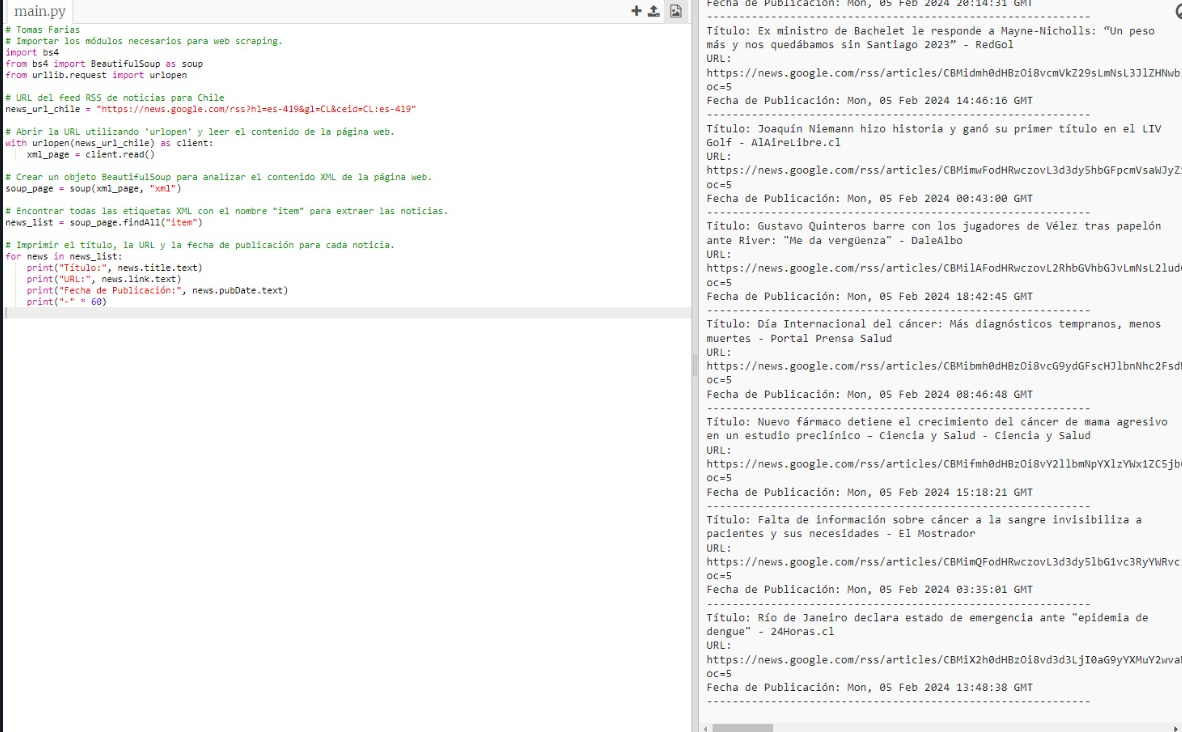 main.py
# Tomas Farias
# Importar los módulos necesarios para web scraping.
import bs4
from bs4 import BeautifulSoup as soup
from urllib.request import urlopen
# URL del feed RSS de noticias para Chile
news_url_chile = "https://news.google.com/rss?hl=es-419&gl=CL&ceid=CL:es-419"
# Abrir la URL utilizando 'urlopen' y leer el contenido de la página web.
with urlopen(news_url_chile) as client:
xml_page = client.read()
# Crear un objeto BeautifulSoup para analizar el contenido XML de la página web.
soup_page = soup(xml_page, "xml")
# Encontrar todas las etiquetas XML con el nombre "item" para extraer las noticias.
news_list = soup_page.findAll("item")
# Imprimir el título, la URL y la fecha de publicación para cada noticia.
for news in news_list:
print("Título:", news.title.text)
print("URL:", news.link.text)
print("Fecha de Publicación:", news.pubDate.text)
print("-" * 60)
Fecha de Publicación: Mon, 05 Feb 2024 20:14:31 GMT
------------------------------------------------------------
Título: Ex ministro de Bachelet le responde a Mayne-Nicholls: “Un peso
más y nos quedábamos sin Santiago 2023” - RedGol
URL:
https://news.google.com/rss/articles/
oc=5
Fecha de Publicación: Mon, 05 Feb 2024 14:46:16 GMT
------------------------------------------------------------
Título: Joaquín Niemann hizo historia y ganó su primer título en el LIV
Golf - AlAireLibre.cl
URL:
https://news.google.com/rss/articles/
oc=5
Fecha de Publicación: Mon, 05 Feb 2024 00:43:00 GMT
------------------------------------------------------------
Título: Gustavo Quinteros barre con los jugadores de Vélez tras papelón
ante River: "Me da vergüenza" - DaleAlbo
URL:
https://news.google.com/rss/articles/
oc=5
Fecha de Publicación: Mon, 05 Feb 2024 18:42:45 GMT
------------------------------------------------------------
Título: Día Internacional del cáncer: Más diagnósticos tempranos, menos
muertes - Portal Prensa Salud
URL:
https://news.google.com/rss/articles/
oc=5
Fecha de Publicación: Mon, 05 Feb 2024 08:46:48 GMT
------------------------------------------------------------
Título: Nuevo fármaco detiene el crecimiento del cáncer de mama agresivo
en un estudio preclínico – Ciencia y Salud - Ciencia y Salud
URL:
https://news.google.com/rss/articles/
oc=5
Fecha de Publicación: Mon, 05 Feb 2024 15:18:21 GMT
------------------------------------------------------------
Título: Falta de información sobre cáncer a la sangre invisibiliza a
pacientes y sus necesidades - El Mostrador
URL:
https://news.google.com/rss/articles/
oc=5
Fecha de Publicación: Mon, 05 Feb 2024 03:35:01 GMT
------------------------------------------------------------
Título: Río de Janeiro declara estado de emergencia ante "epidemia de
dengue" - 24Horas.cl
URL:
https://news.google.com/rss/articles/
oc=5
Fecha de Publicación: Mon, 05 Feb 2024 13:48:38 GMT
------------------------------------------------------------